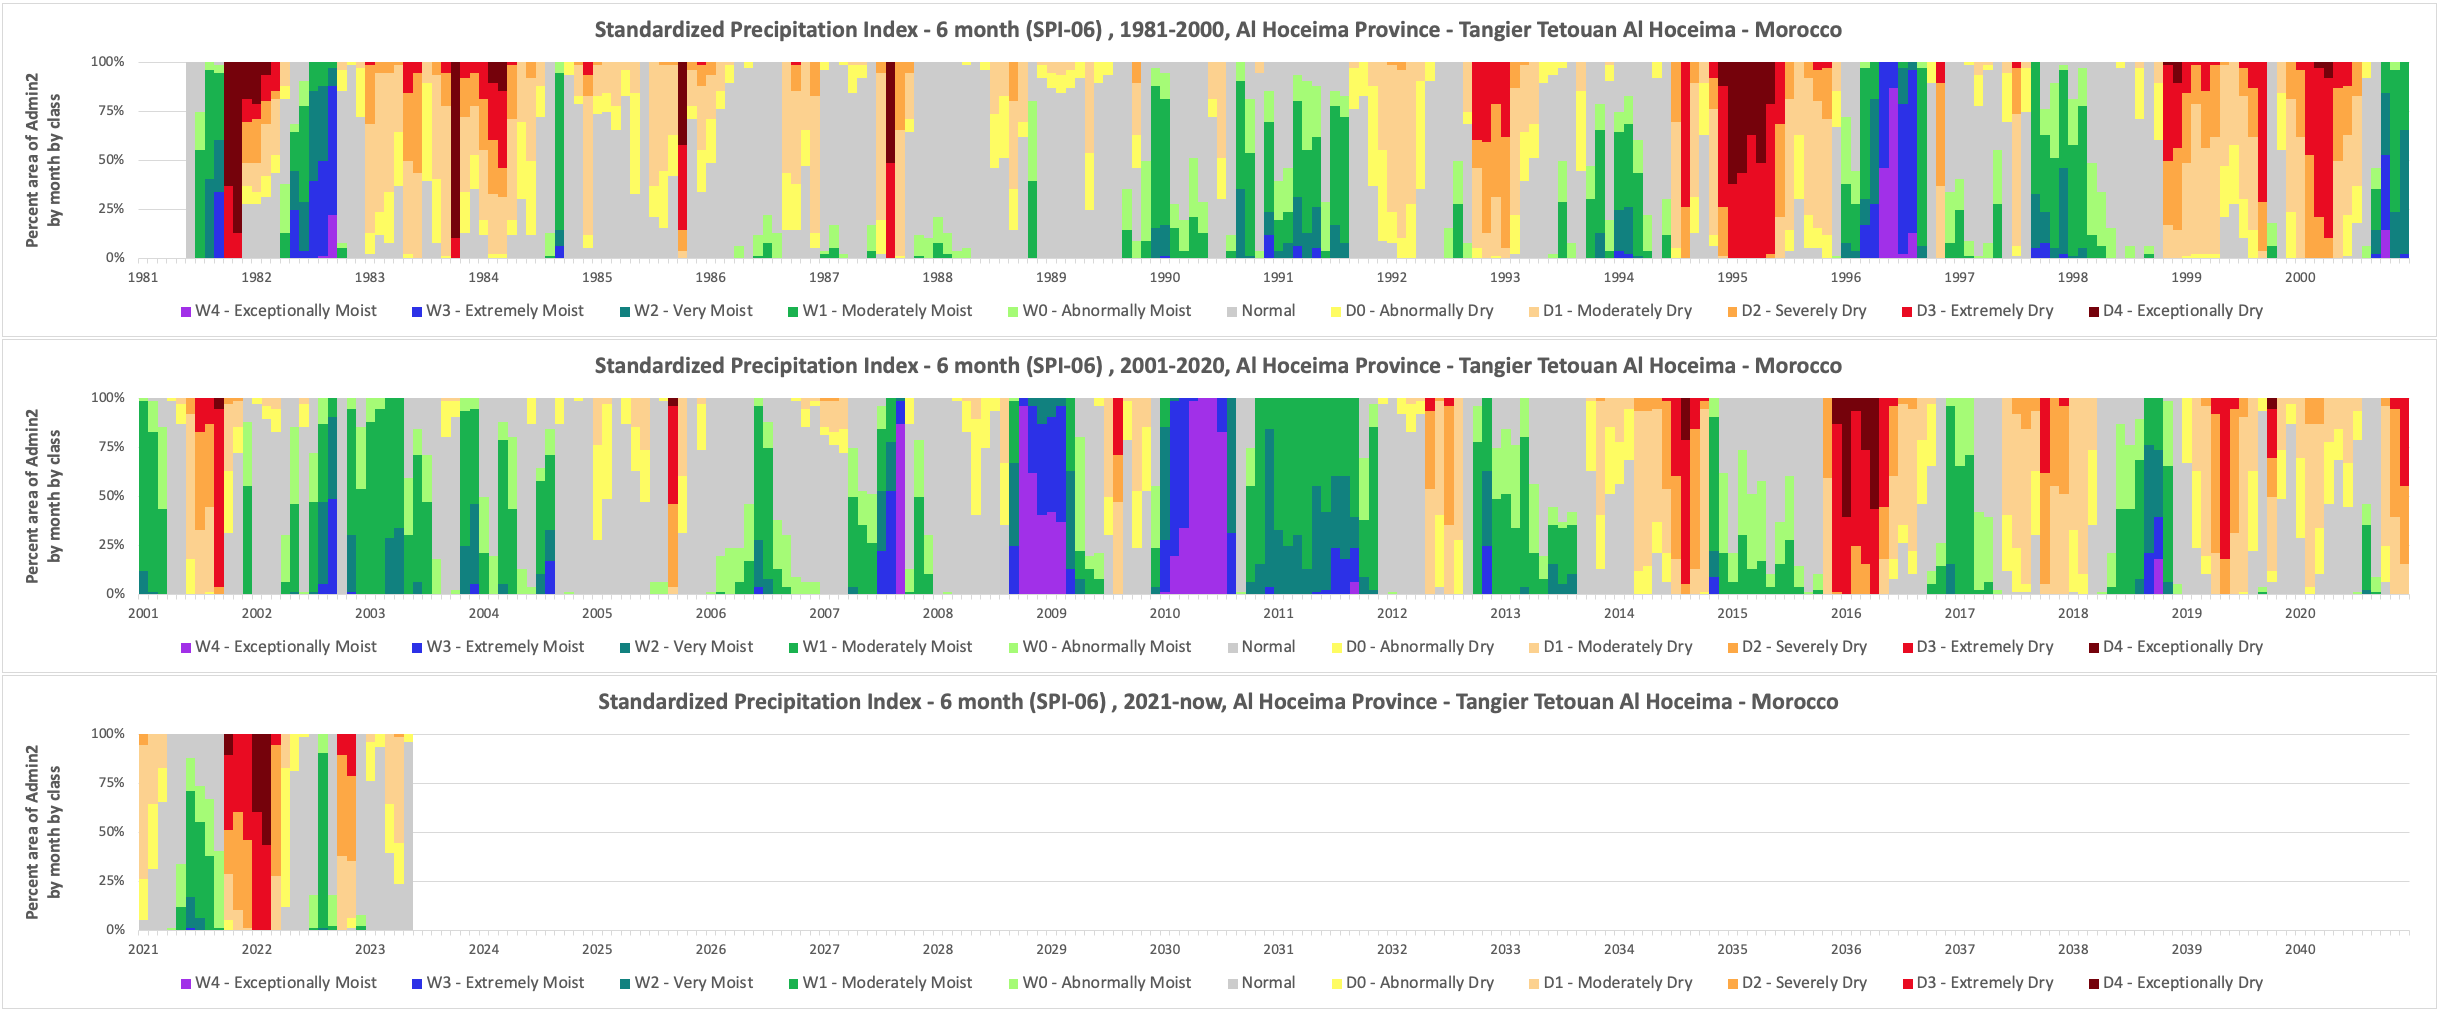 Standardized Precipitation Index - 6 month (SPI-06) , 1981-2000, Al Hoceima Province - Tangier Tetouan Al Hoceima - Morocco
Percent area of Admin2
by month by class
100%
75%
50%
25%
0%
1981 1982 1983 1984 1985 1986 1987 1988 1989 1990 1991 1992 1993 1994 1995 1996 1997 1998 1999 2000
W4 - Exceptionally Moist W3 - Extremely Moist W2 - Very Moist W1 - Moderately Moist W0 - Abnormally Moist Normal D0 - Abnormally Dry D1 - Moderately Dry D2 - Severely Dry D3 - Extremely Dry D4 - Exceptionally Dry
Standardized Precipitation Index - 6 month (SPI-06) , 2001-2020, Al Hoceima Province - Tangier Tetouan Al Hoceima - Morocco
Percent area of Admin2
by month by class
100%
75%
50%
25%
0%
2001 2002 2003 2004 2005 2006 2007 2008 2009 2010 2011 2012 2013 2014 2015 2016 2017 2018 2019 2020
W4 - Exceptionally Moist W3 - Extremely Moist W2 - Very Moist W1 - Moderately Moist W0 - Abnormally Moist Normal D0 - Abnormally Dry D1 - Moderately Dry D2 - Severely Dry D3 - Extremely Dry D4 - Exceptionally Dry
Standardized Precipitation Index - 6 month (SPI-06) , 2021-now, Al Hoceima Province - Tangier Tetouan Al Hoceima - Morocco
Percent area of Admin2
by month by class
100%
75%
50%
25%
0%
2021 2022 2023 2024 2025 2026 2027 2028 2029 2030 2031 2032 2033 2034 2035 2036 2037 2038 2039 2040
W4 - Exceptionally Moist W3 - Extremely Moist W2 - Very Moist W1 - Moderately Moist W0 - Abnormally Moist Normal D0 - Abnormally Dry D1 - Moderately Dry D2 - Severely Dry D3 - Extremely Dry D4 - Exceptionally Dry